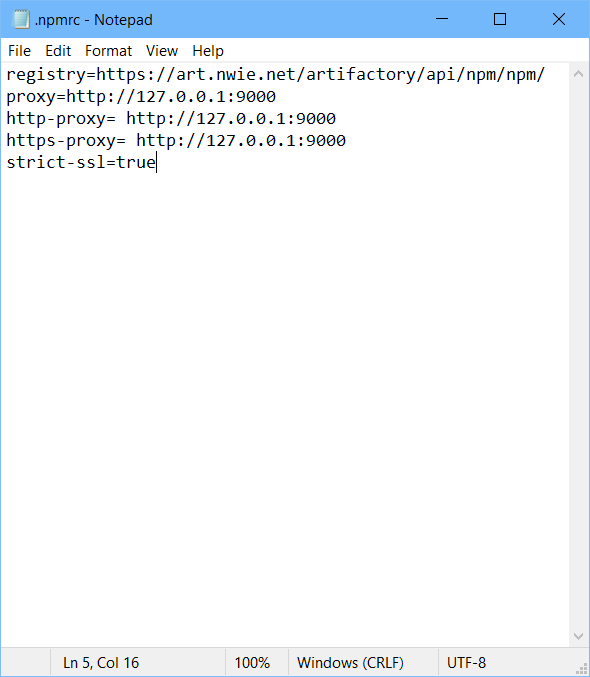 .npmrc - Notepad
File Edit Format View Help
registry=https://art.nwie.net/artifactory/api/npm/npm/
proxy=http://127.0.0.1:9000
http-proxy= http://127.0.0.1:9000
https-proxy= http://127.0.0.1:9000
strict-ssl=true
Ln 5, Col 16 100% Windows (CRLF) UTF-8